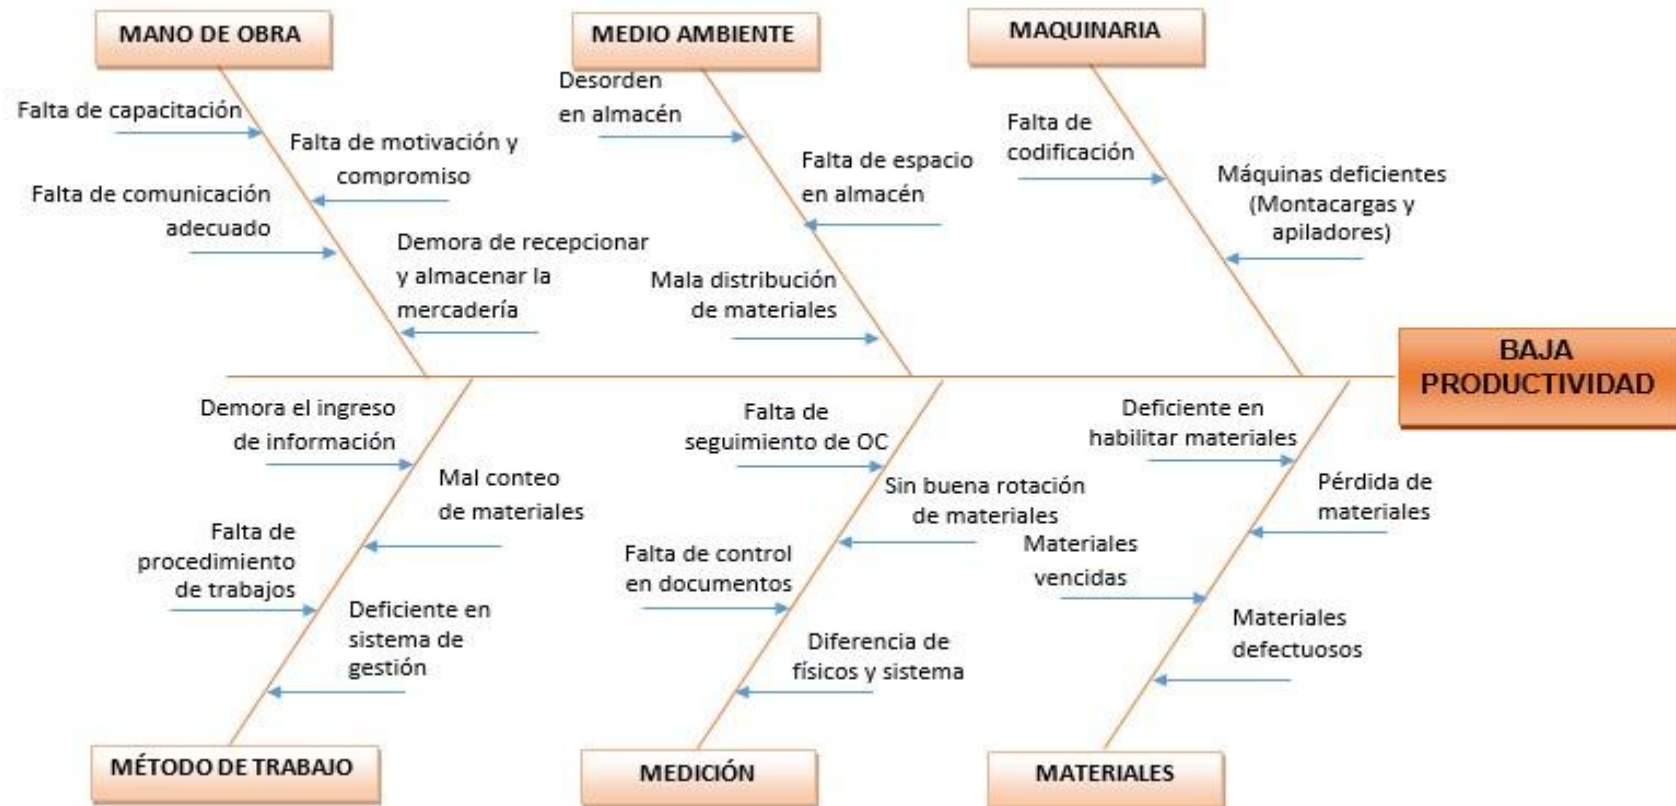 MANO DE OBRA
Falta de capacitación
Falta de motivación y
compromiso
Falta de comunicación
adecuado
Demora de recepcionar
y almacenar la
mercadería
MEDIO AMBIENTE
Desorden
en almacén
Falta de espacio
en almacén
Mala distribución
de materiales
MAQUINARIA
Falta de
codificación
Máquinas deficientes
(Montacargas y
apiladores)
BAJA
PRODUCTIVIDAD
Demora el ingreso
de información
Mal conteo
de materiales
Falta de
procedimiento
de trabajos
Deficiente en
sistema de
gestión
MÉTODO DE TRABAJO
Falta de
seguimiento de OC
Sin buena rotación
de materiales
Falta de control
en documentos
Diferencia de
físicos y sistema
MEDICIÓN
Deficiente en
habilitar materiales
Pérdida de
materiales
Materiales
vencidas
Materiales
defectuosos
MATERIALES